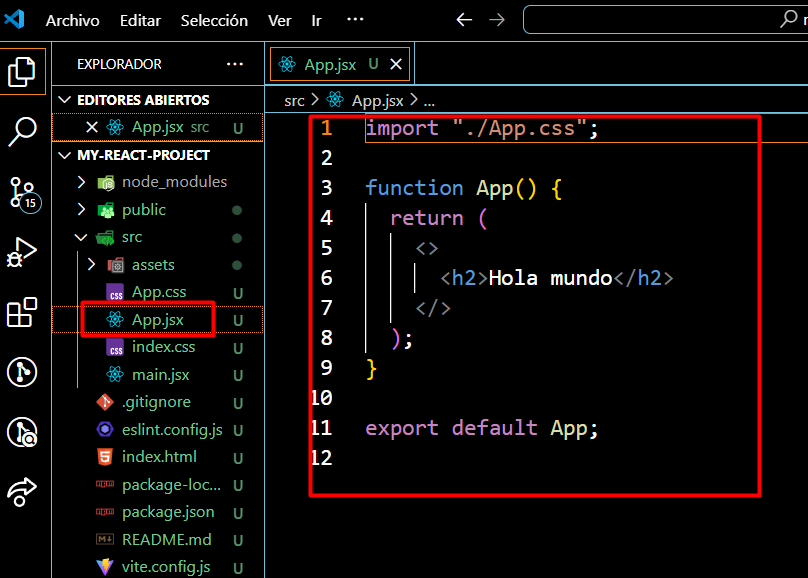 Archivo Editar Selección Ver Ir ···
EXPLORADOR ···
App.jsx U
EDITORES ABIERTOS
App.jsx src U
src > App.jsx > ...
MY-REACT-PROJECT
node_modules
public
src
assets
App.css U
App.jsx U
index.css U
main.jsx U
.gitignore U
eslint.config.js U
index.html U
package-loc... U
package.json U
README.md U
vite.config.js U
15
1 import "./App.css";
2
3 function App() {
4 return (
5 <>
6 <h2>Hola mundo</h2>
7 </>
8 );
9 }
10
11 export default App;
12